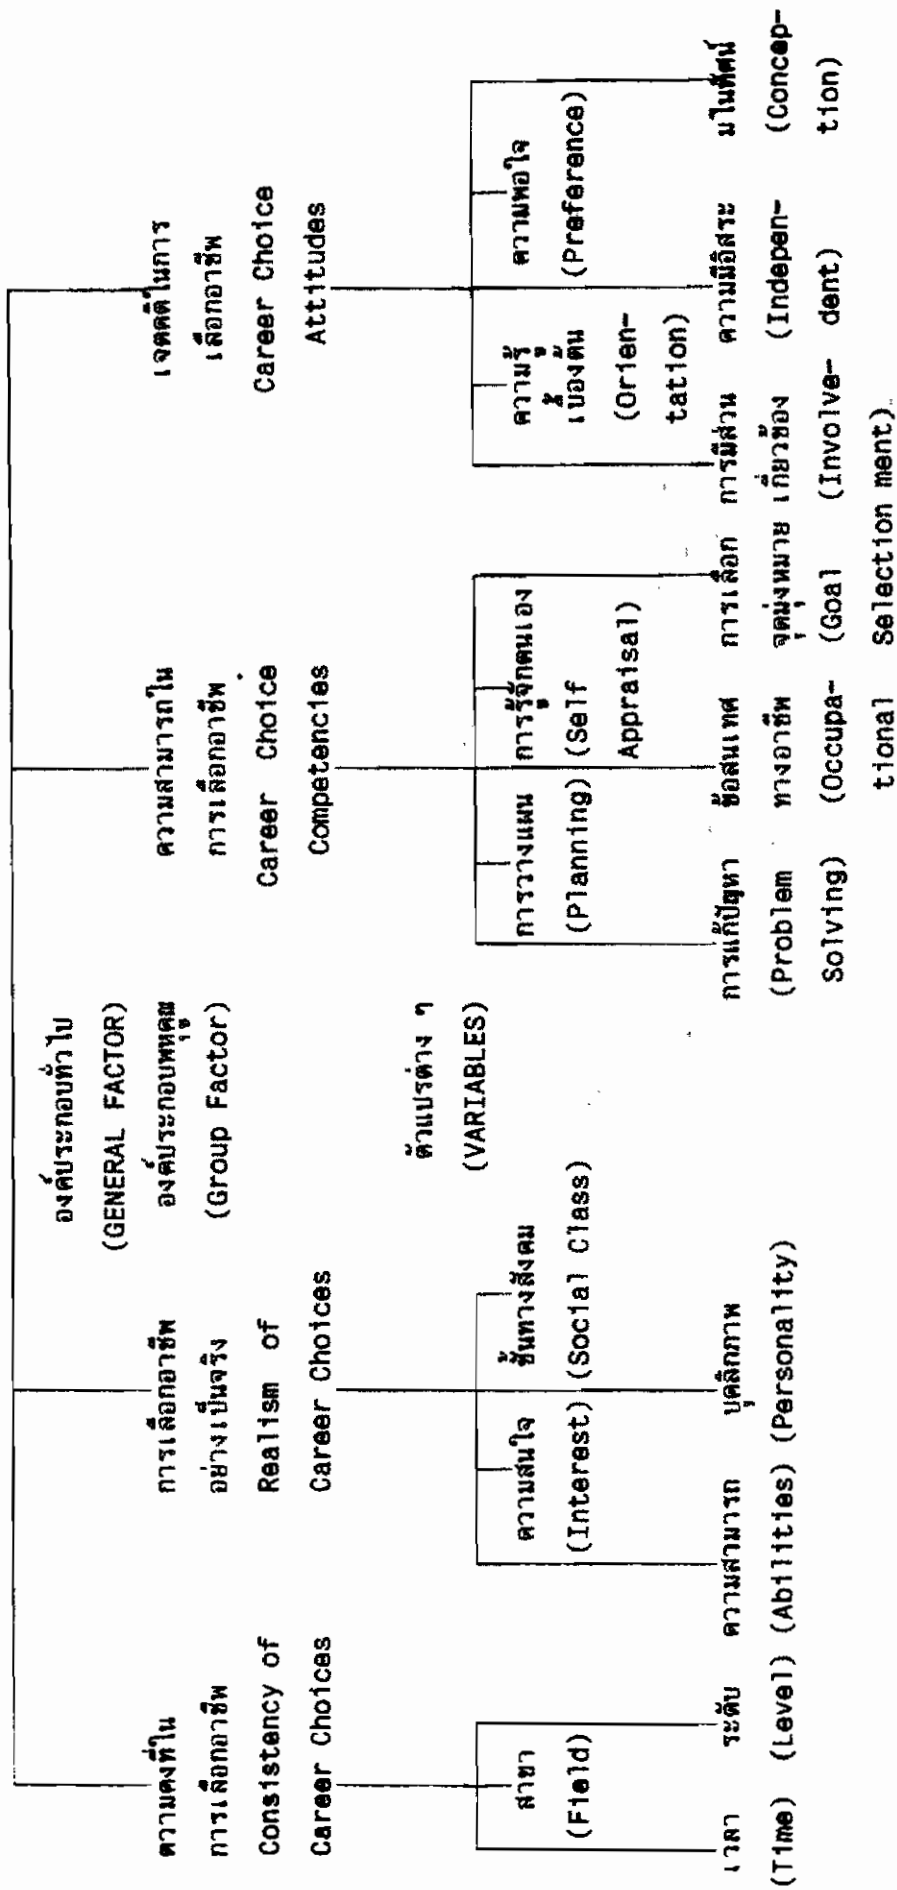 องค์ประกอบทั่วไป
(GENERAL FACTOR)
องค์ประกอบพหุคูณ
(Group Factor)
ความคงที่ใน
การเลือกอาชีพ
Consistency of
Career Choices
การเลือกอาชีพ
อย่างเป็นจริง
Realism of
Career Choices
ความสามารถใน
การเลือกอาชีพ
Career Choice
Competencies
เจตคติในการ
เลือกอาชีพ
Career Choice
Attitudes
ตัวแปรต่าง ๆ
(VARIABLES)
เวลา
(Time)
สาขา
(Field)
ระดับ
(Level)
ความสามารถ
(Abilities)
ความสนใจ
(Interest)
บุคลิกภาพ
(Personality)
ชั้นทางสังคม
(Social Class)
การแก้ปัญหา
(Problem
Solving)
การวางแผน
(Planning)
ข้อสนเทศ
ทางอาชีพ
(Occupa-
tional
การรู้จักตนเอง
(Self
Appraisal)
การเลือก
จุดมุ่งหมาย
(Goal
Selection
การมีส่วน
เกี่ยวข้อง
(Involve-
ment)
ความรู้
เบื้องต้น
(Orien-
tation)
ความมีอิสระ
(Indepen-
dent)
ความพอใจ
(Preference)
มโนทัศน์
(Concep-
tion)